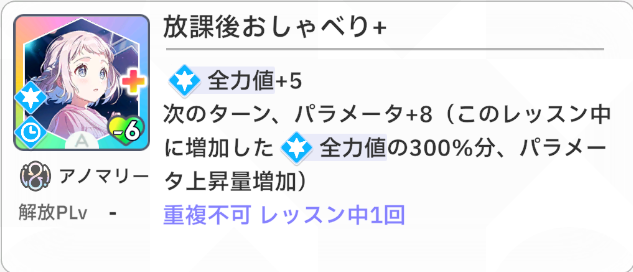 放課後おしゃべり+
全力値+5
次のターン、パラメータ+8（このレッスン中
に増加した 全力値の300%分、パラメー
タ上昇量増加）
重複不可 レッスン中1回
-6
A
アノマリー
解放PLv -